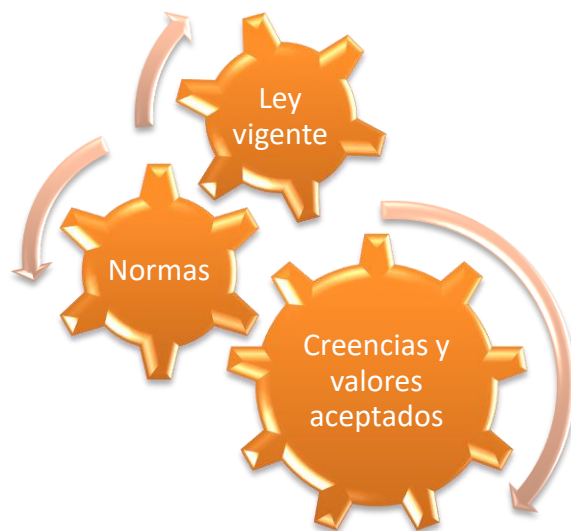 Ley
vigente
Normas
Creencias y
valores
aceptados